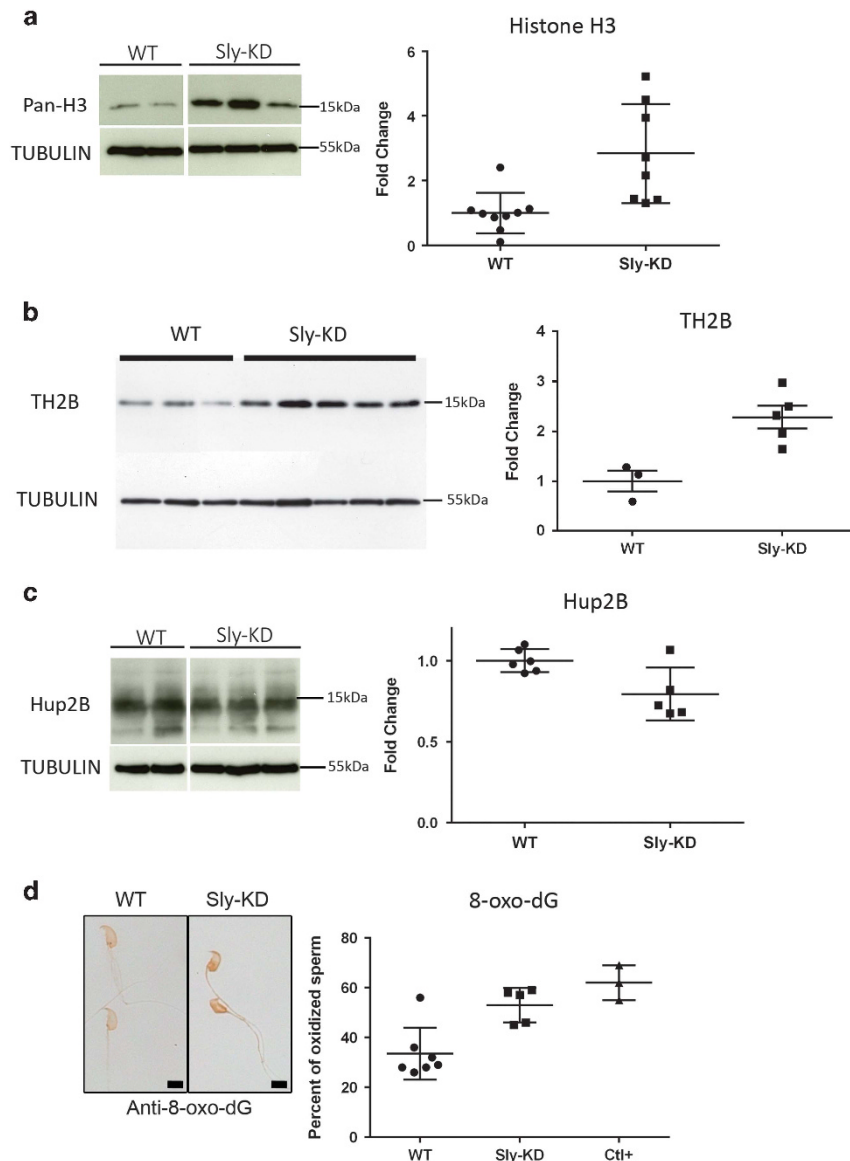 a
Histone H3
WT Sly-KD
Pan-H3
15kDa
TUBULIN
55kDa
Fold Change
6
4
2
0
WT Sly-KD
b
TH2B
WT Sly-KD
TH2B
15kDa
TUBULIN
55kDa
Fold Change
4
3
2
1
0
WT Sly-KD
c
Hup2B
WT Sly-KD
Hup2B
15kDa
TUBULIN
55kDa
Fold Change
1.0
0.5
0.0
WT Sly-KD
d
WT Sly-KD
Anti-8-oxo-dG
8-oxo-dG
Percent of oxidized sperm
80
60
40
20
0
WT Sly-KD Ctl+